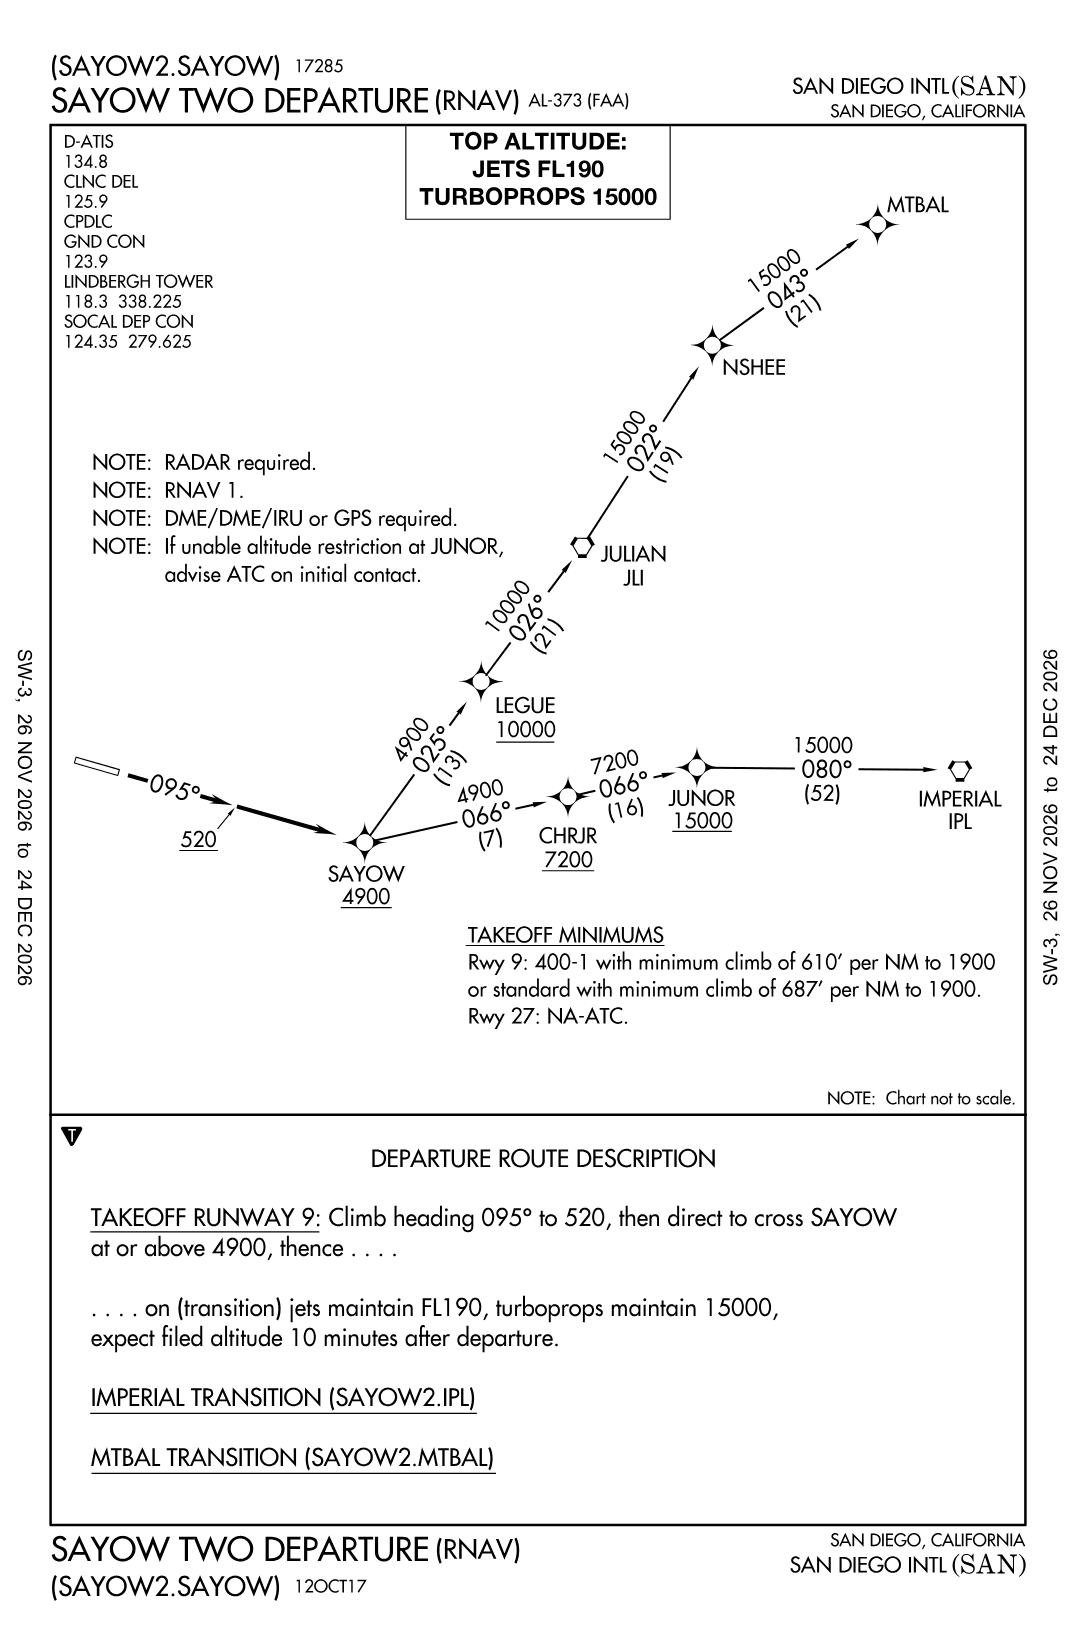 (SAYOW2.SAYOW) 17285
SAYOW TWO DEPARTURE (RNAV) AL-373 (FAA)
SAN DIEGO INTL (SAN)
SAN DIEGO, CALIFORNIA
D-ATIS
134.8
CLNC DEL
125.9
CPDLC
GND CON
123.9
LINDBERGH TOWER
118.3 338.225
SOCAL DEP CON
124.35 279.625
TOP ALTITUDE:
JETS FL190
TURBOPROPS 15000
MTBAL
15000
043°
(21)
NSHEE
15000
022°
(19)
NOTE: RADAR required.
NOTE: RNAV 1.
NOTE: DME/DME/IRU or GPS required.
NOTE: If unable altitude restriction at JUNOR,
advise ATC on initial contact.
JULIAN
JLI
10000
026°
(21)
LEGUE
10000
4900
025°
(13)
095°
520
SAYOW
4900
4900
066°
(7)
CHRJR
7200
7200
066°
(16)
JUNOR
15000
15000
080°
(52)
IMPERIAL
IPL
TAKEOFF MINIMUMS
Rwy 9: 400-1 with minimum climb of 610′ per NM to 1900
or standard with minimum climb of 687′ per NM to 1900.
Rwy 27: NA-ATC.
NOTE: Chart not to scale.
SW-3, 26 NOV 2026 to 24 DEC 2026
SW-3, 26 NOV 2026 to 24 DEC 2026
T
DEPARTURE ROUTE DESCRIPTION
TAKEOFF RUNWAY 9: Climb heading 095° to 520, then direct to cross SAYOW
at or above 4900, thence . . . .
. . . . on (transition) jets maintain FL190, turboprops maintain 15000,
expect filed altitude 10 minutes after departure.
IMPERIAL TRANSITION (SAYOW2.IPL)
MTBAL TRANSITION (SAYOW2.MTBAL)
SAYOW TWO DEPARTURE (RNAV)
(SAYOW2.SAYOW) 12OCT17
SAN DIEGO, CALIFORNIA
SAN DIEGO INTL (SAN)